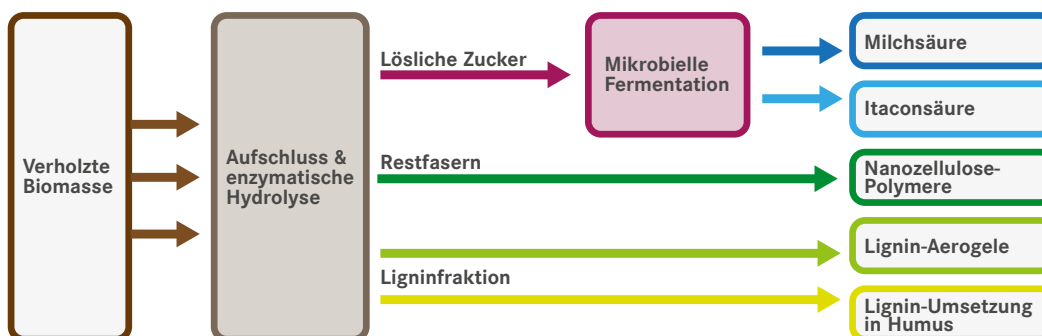 Verholzte
Biomasse
Aufschluss &
enzymatische
Hydrolyse
Lösliche Zucker
Restfasern
Ligninfraktion
Mikrobielle
Fermentation
Milchsäure
Itaconsäure
Nanozellulose-
Polymere
Lignin-Aerogele
Lignin-Umsetzung
in Humus